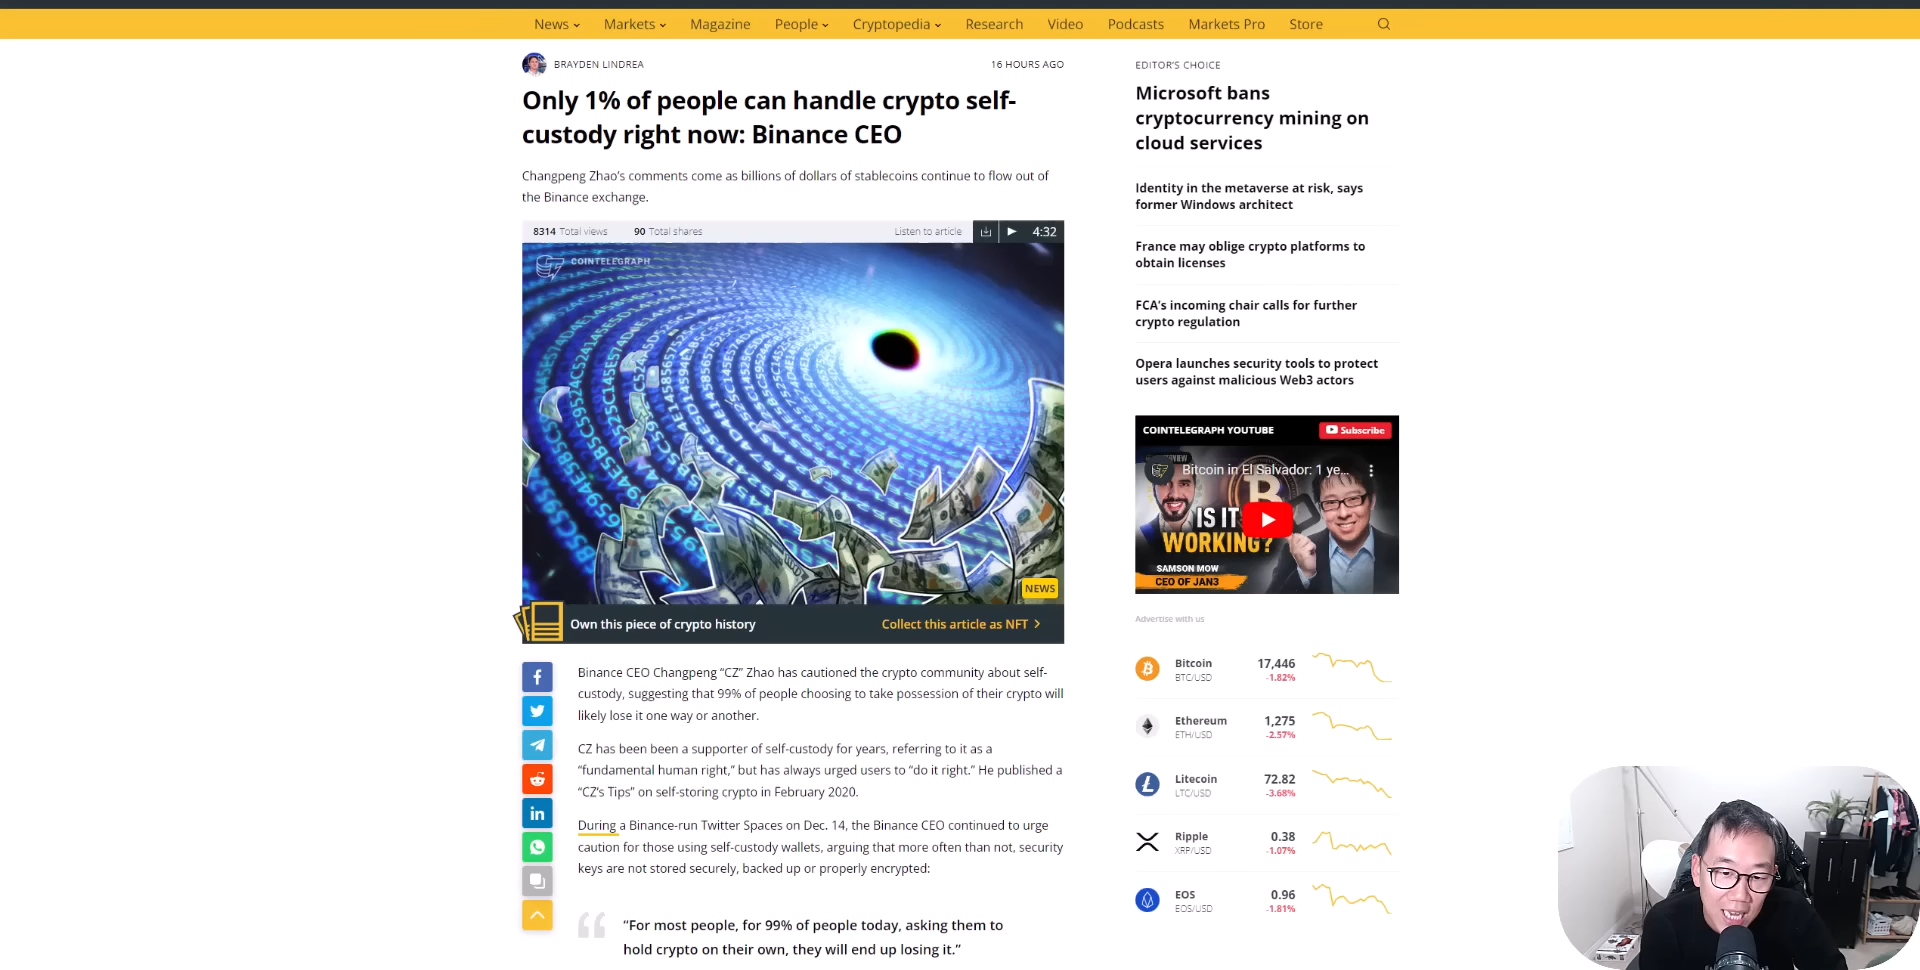 News Markets Magazine People Cryptopedia Research Video Podcasts Markets Pro Store
BRAYDEN LINDREA 16 HOURS AGO
Only 1% of people can handle crypto self-
custody right now: Binance CEO
Changpeng Zhao's comments come as billions of dollars of stablecoins continue to flow out of
the Binance exchange.
8314 Total views 90 Total shares Listen to article 4:32
COINTELEGRAPH
NEWS
Own this piece of crypto history Collect this article as NFT
Binance CEO Changpeng “CZ” Zhao has cautioned the crypto community about self-
custody, suggesting that 99% of people choosing to take possession of their crypto will
likely lose it one way or another.
CZ has been been a supporter of self-custody for years, referring to it as a
“fundamental human right,” but has always urged users to “do it right.” He published a
“CZ’s Tips” on self-storing crypto in February 2020.
During a Binance-run Twitter Spaces on Dec. 14, the Binance CEO continued to urge
caution for those using self-custody wallets, arguing that more often than not, security
keys are not stored securely, backed up or properly encrypted:
“For most people, for 99% of people today, asking them to
hold crypto on their own, they will end up losing it.”
EDITOR’S CHOICE
Microsoft bans
cryptocurrency mining on
cloud services
Identity in the metaverse at risk, says
former Windows architect
France may oblige crypto platforms to
obtain licenses
FCA’s incoming chair calls for further
crypto regulation
Opera launches security tools to protect
users against malicious Web3 actors
COINTELEGRAPH YOUTUBE Subscribe
Bitcoin in El Salvador: 1 ye...
IS IT
WORKING?
SAMSON MOW
CEO OF JAN3
Advertise with us
Bitcoin 17,446
BTC/USD -1.82%
Ethereum 1,275
ETH/USD -2.57%
Litecoin 72.82
LTC/USD -3.68%
Ripple 0.38
XRP/USD -1.07%
EOS 0.96
EOS/USD -1.81%